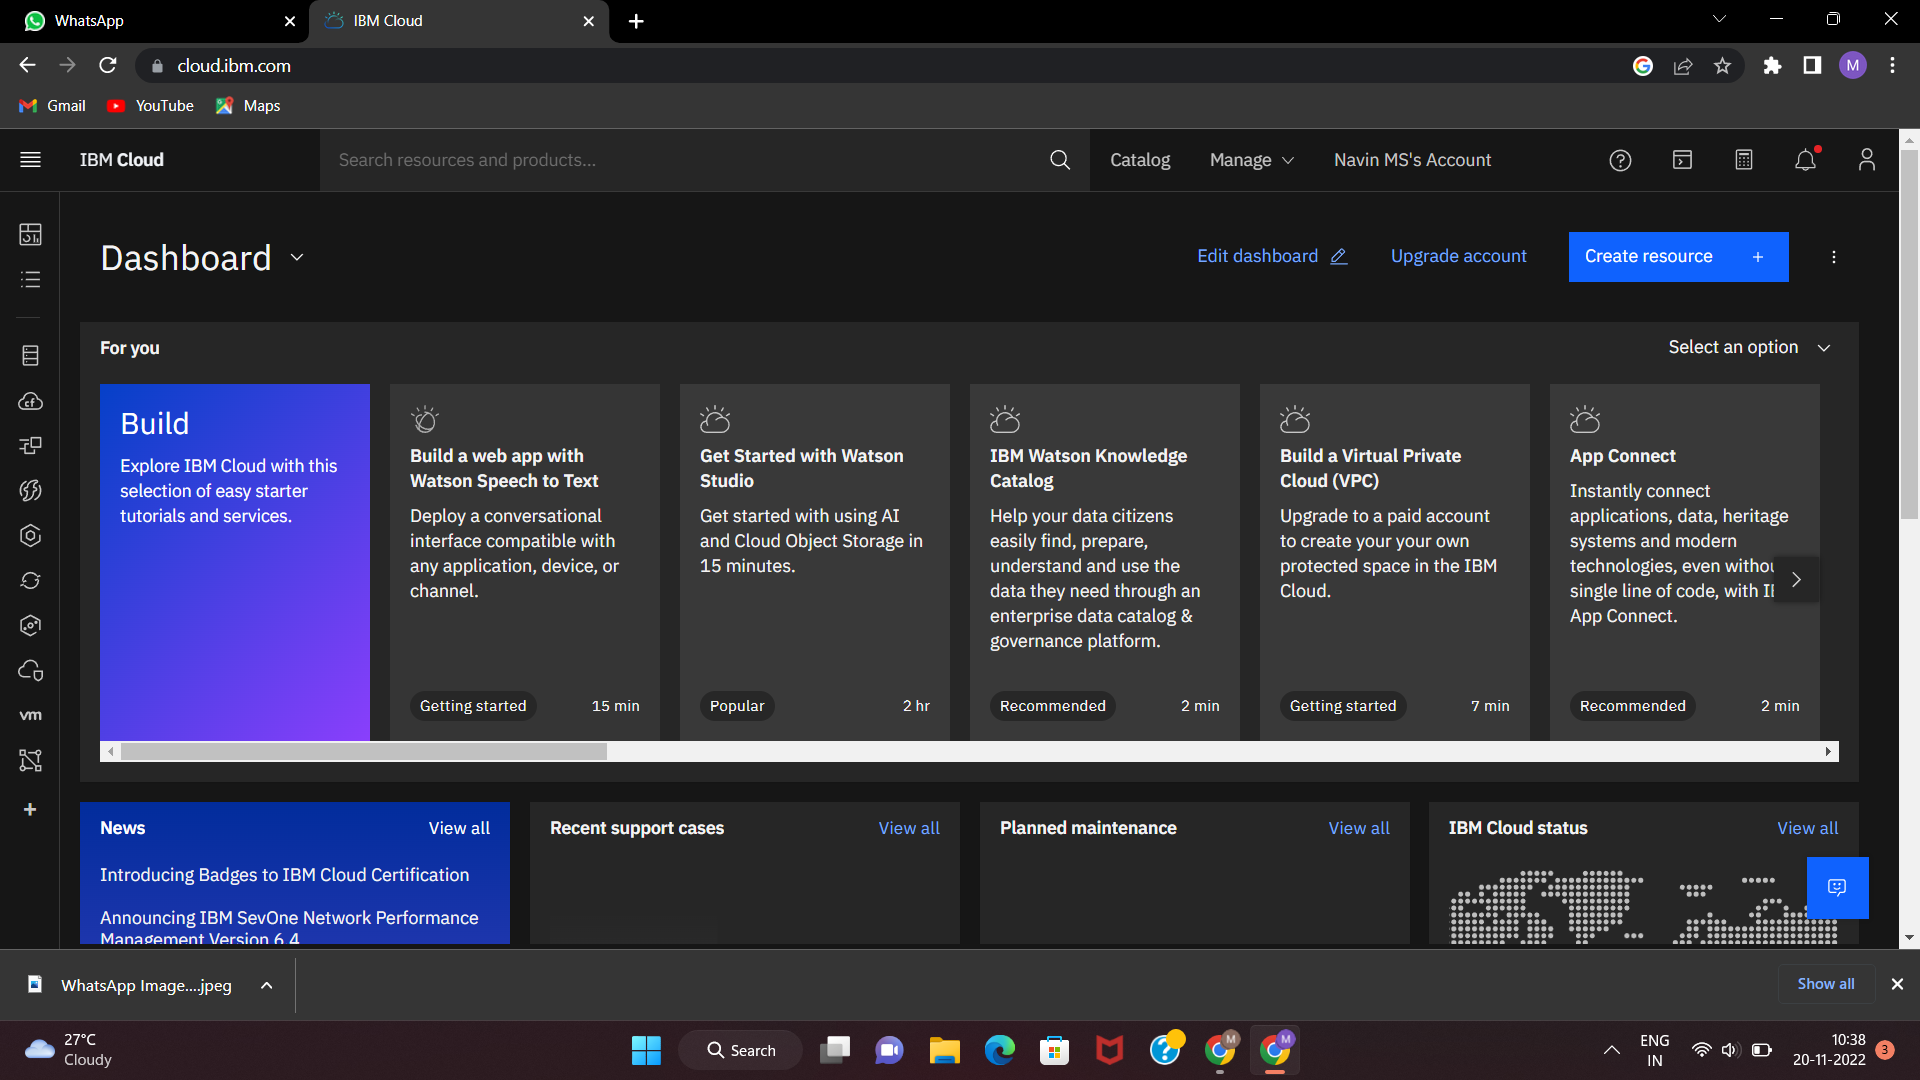 WhatsApp
IBM Cloud
cloud.ibm.com
M
Gmail
YouTube
Maps
IBM Cloud
Search resources and products...
Catalog
Manage
Navin MS's Account
Dashboard
Edit dashboard
Upgrade account
Create resource +
For you
Select an option
Build
Explore IBM Cloud with this
selection of easy starter
tutorials and services.
Build a web app with
Watson Speech to Text
Deploy a conversational
interface compatible with
any application, device, or
channel.
Getting started
15 min
Get Started with Watson
Studio
Get started with using AI
and Cloud Object Storage in
15 minutes.
Popular
2 hr
IBM Watson Knowledge
Catalog
Help your data citizens
easily find, prepare,
understand and use the
data they need through an
enterprise data catalog &
governance platform.
Recommended
2 min
Build a Virtual Private
Cloud (VPC)
Upgrade to a paid account
to create your your own
protected space in the IBM
Cloud.
Getting started
7 min
App Connect
Instantly connect
applications, data, heritage
systems and modern
technologies, even withou
single line of code, with I
App Connect.
Recommended
2 min
cf
vm
News
View all
Introducing Badges to IBM Cloud Certification
Announcing IBM SevOne Network Performance
Management Version 6.4
Recent support cases
View all
Planned maintenance
View all
IBM Cloud status
View all
WhatsApp Image....jpeg
Show all
27°C
Cloudy
Search
M
M
ENG
IN
10:38
20-11-2022
3